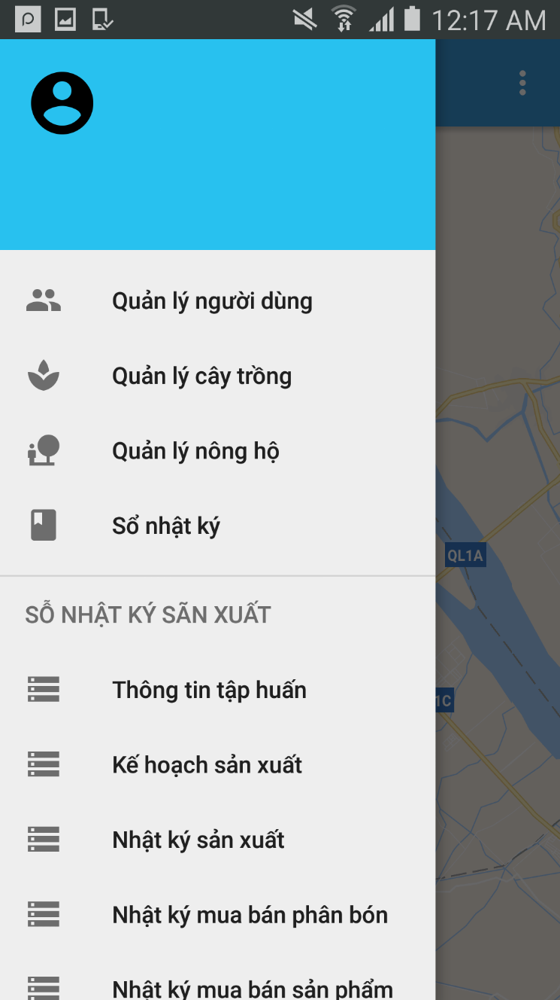 12:17 AM
Quản lý người dùng
Quản lý cây trồng
Quản lý nông hộ
Sổ nhật ký
SỖ NHẬT KÝ SÃN XUẤT
Thông tin tập huấn
Kế hoạch sản xuất
Nhật ký sản xuất
Nhật ký mua bán phân bón
Nhật ký mua bán sản phẩm
QL1A
1C